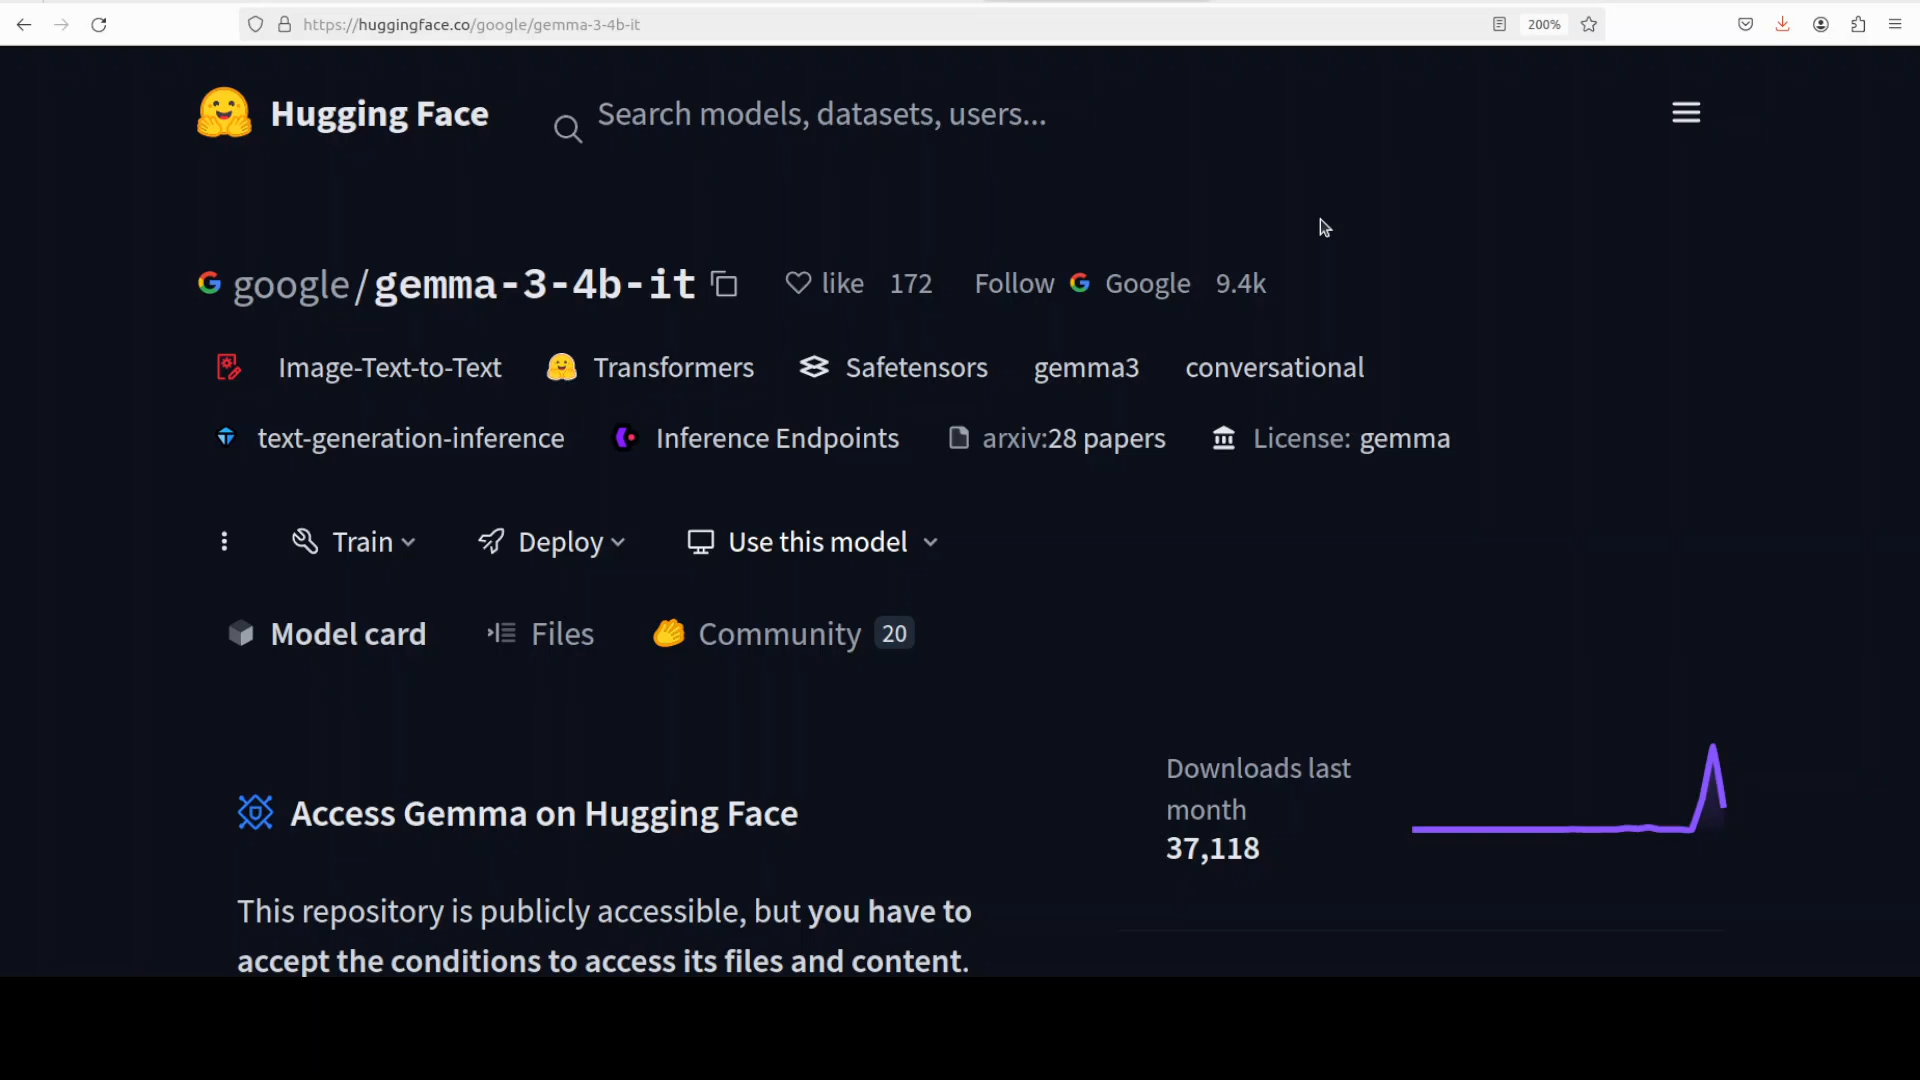 https://huggingface.co/google/gemma-3-4b-it
200%
Hugging Face
Search models, datasets, users...
google/gemma-3-4b-it like 172 Follow Google 9.4k
Image-Text-to-Text Transformers Safetensors gemma3 conversational
text-generation-inference Inference Endpoints arxiv:28 papers License: gemma
Train Deploy Use this model
Model card Files Community 20
Access Gemma on Hugging Face
This repository is publicly accessible, but you have to
accept the conditions to access its files and content.
Downloads last
month
37,118